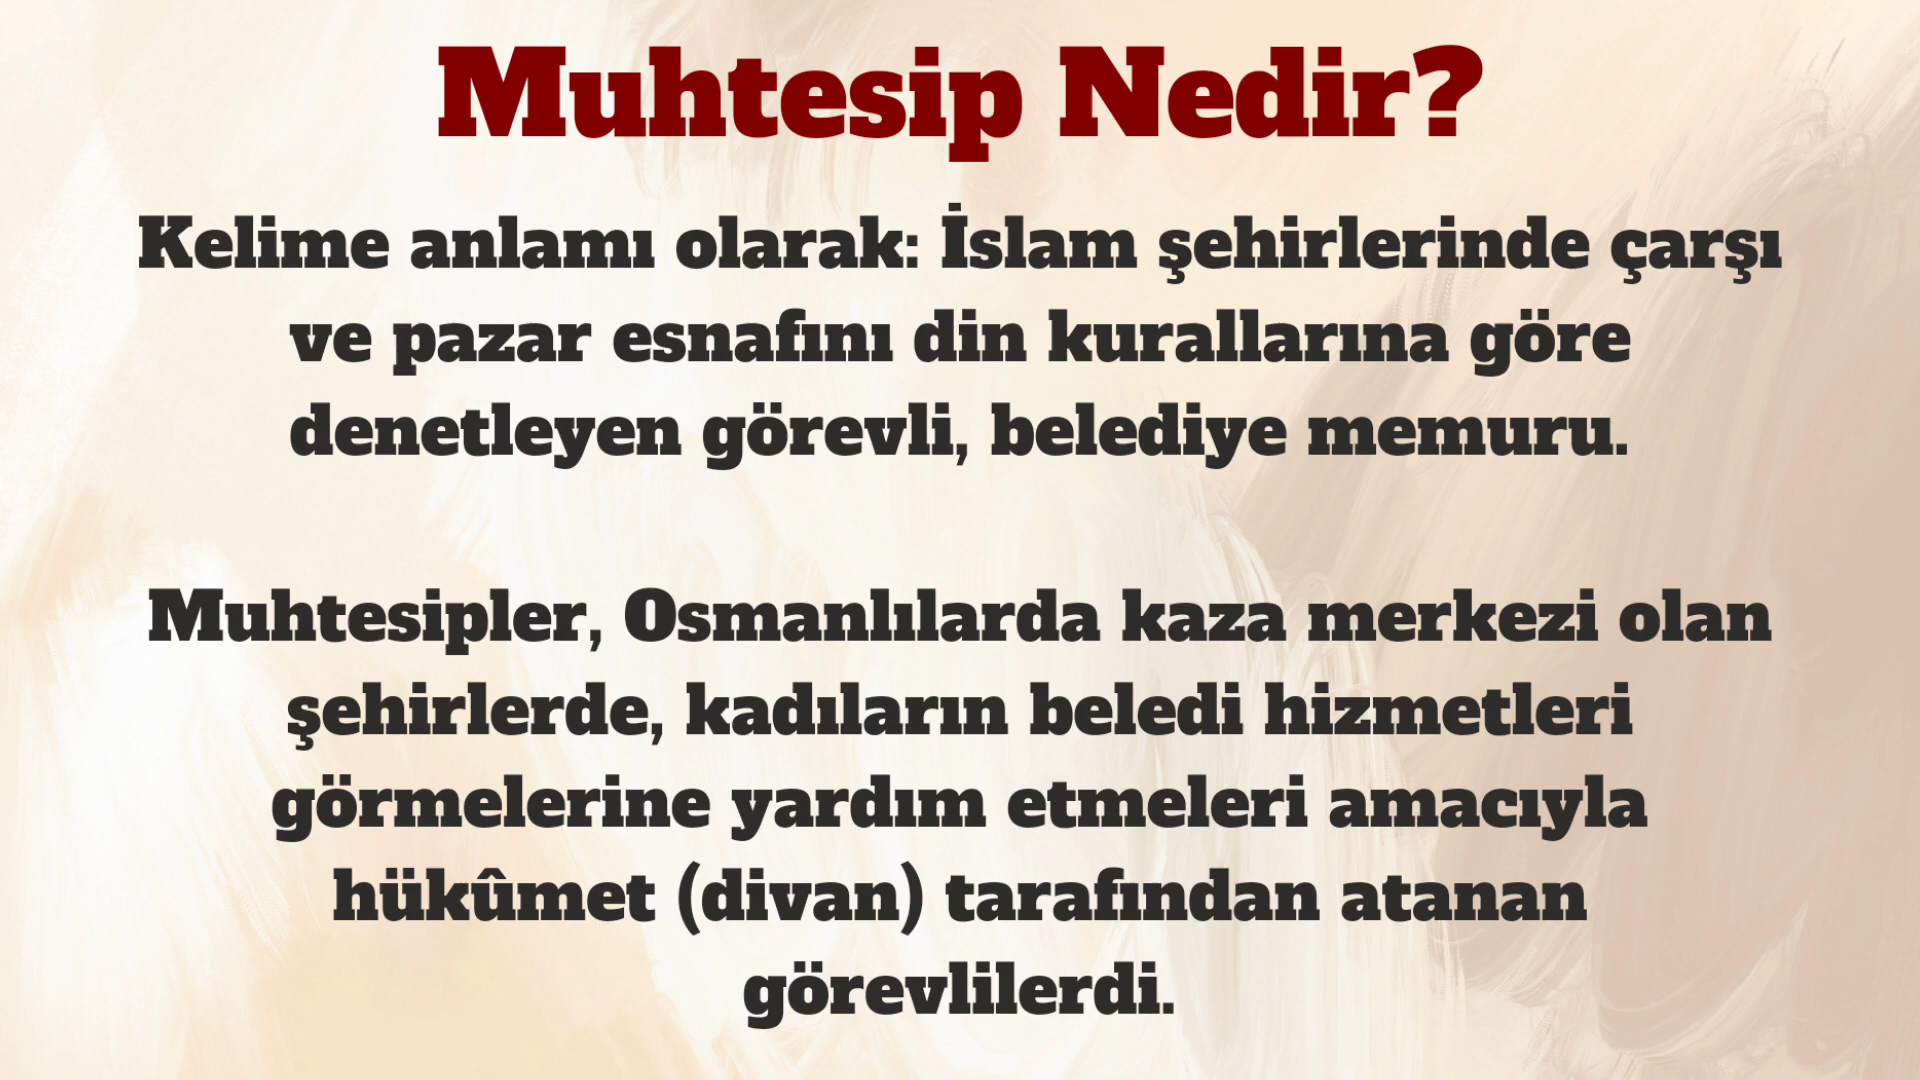 Muhtesip Nedir?
Kelime anlamı olarak: İslam şehirlerinde çarşı
ve pazar esnafını din kurallarına göre
denetleyen görevli, belediye memuru.
Muhtesipler, Osmanlılarda kaza merkezi olan
şehirlerde, kadıların beledi hizmetleri
görmelerine yardım etmeleri amacıyla
hükûmet (divan) tarafından atanan
görevlilerdi.